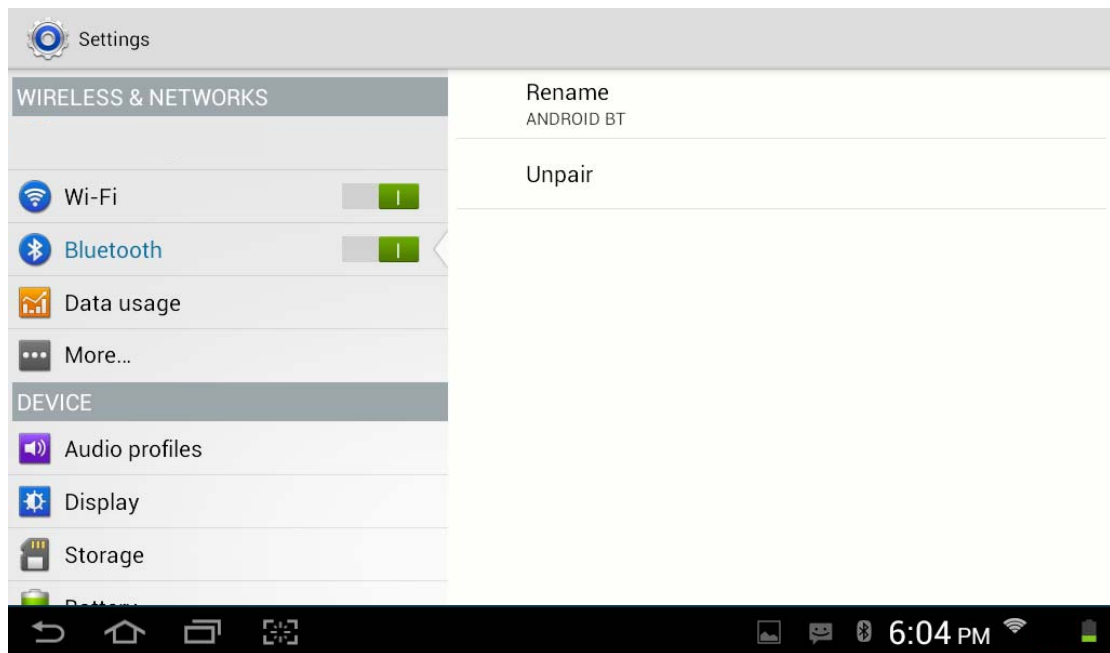 Settings
WIRELESS & NETWORKS
Wi-Fi
Bluetooth
Data usage
More...
DEVICE
Audio profiles
Display
Storage
Battery
Rename
ANDROID BT
Unpair
6:04 PM